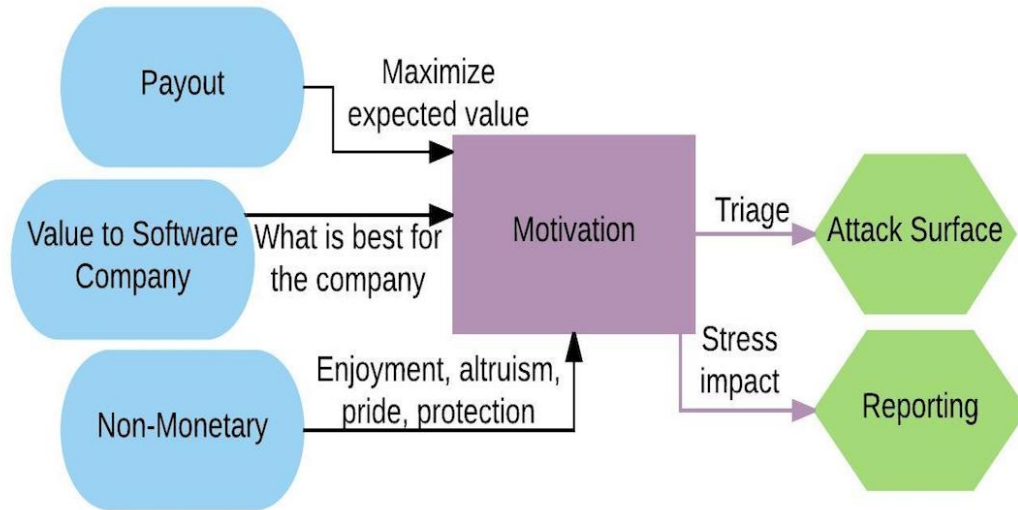 Payout
Maximize
expected value
Value to Software
Company
What is best for
the company
Non-Monetary
Enjoyment, altruism,
pride, protection
Motivation
Triage
Attack Surface
Stress
impact
Reporting